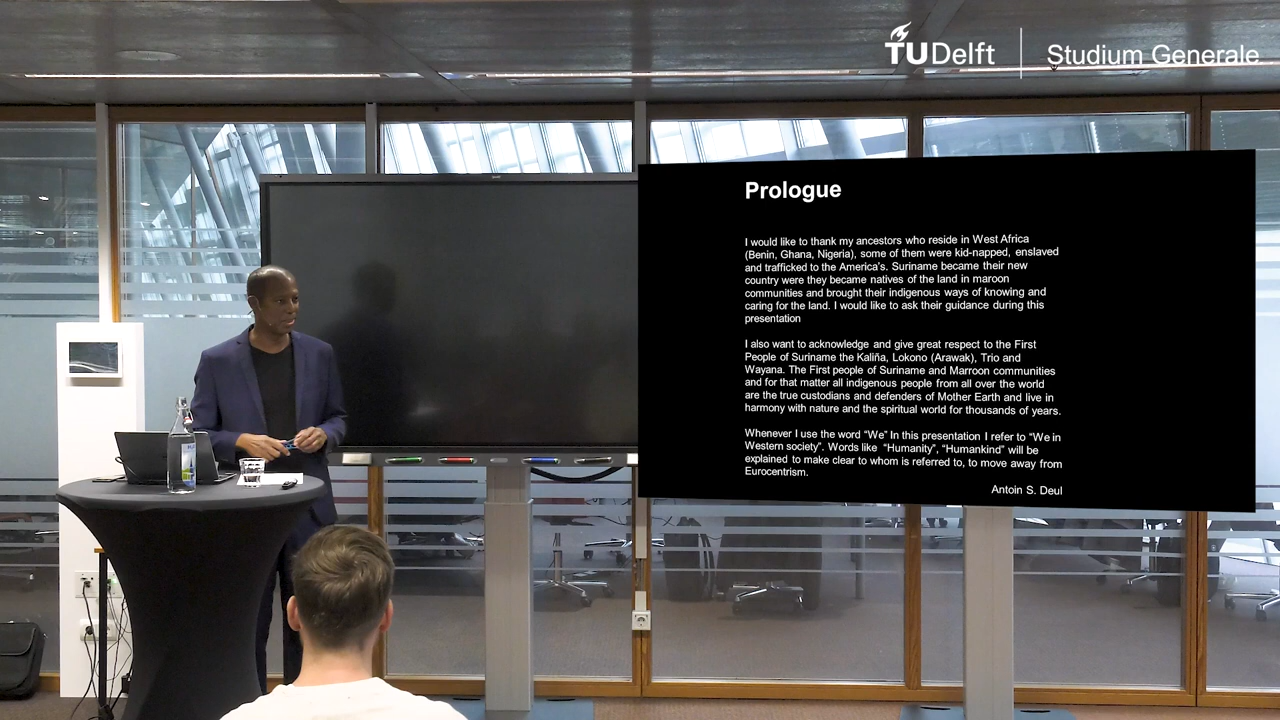 TUDelft
Studium Generale
Prologue
I would like to thank my ancestors who reside in West Africa
(Benin, Ghana, Nigeria), some of them were kid-napped, enslaved
and trafficked to the America's. Suriname became their new
country were they became natives of the land in maroon
communities and brought their indigenous ways of knowing and
caring for the land. I would like to ask their guidance during this
presentation
I also want to acknowledge and give great respect to the First
People of Suriname the Kaliña, Lokono (Arawak), Trio and
Wayana. The First people of Suriname and Marroon communities
and for that matter all indigenous people from all over the world
are the true custodians and defenders of Mother Earth and live in
harmony with nature and the spiritual world for thousands of years.
Whenever I use the word “We” In this presentation I refer to “We in
Western society”. Words like “Humanity”, “Humankind” will be
explained to make clear to whom is referred to, to move away from
Eurocentrism.
Antoin S. Deul